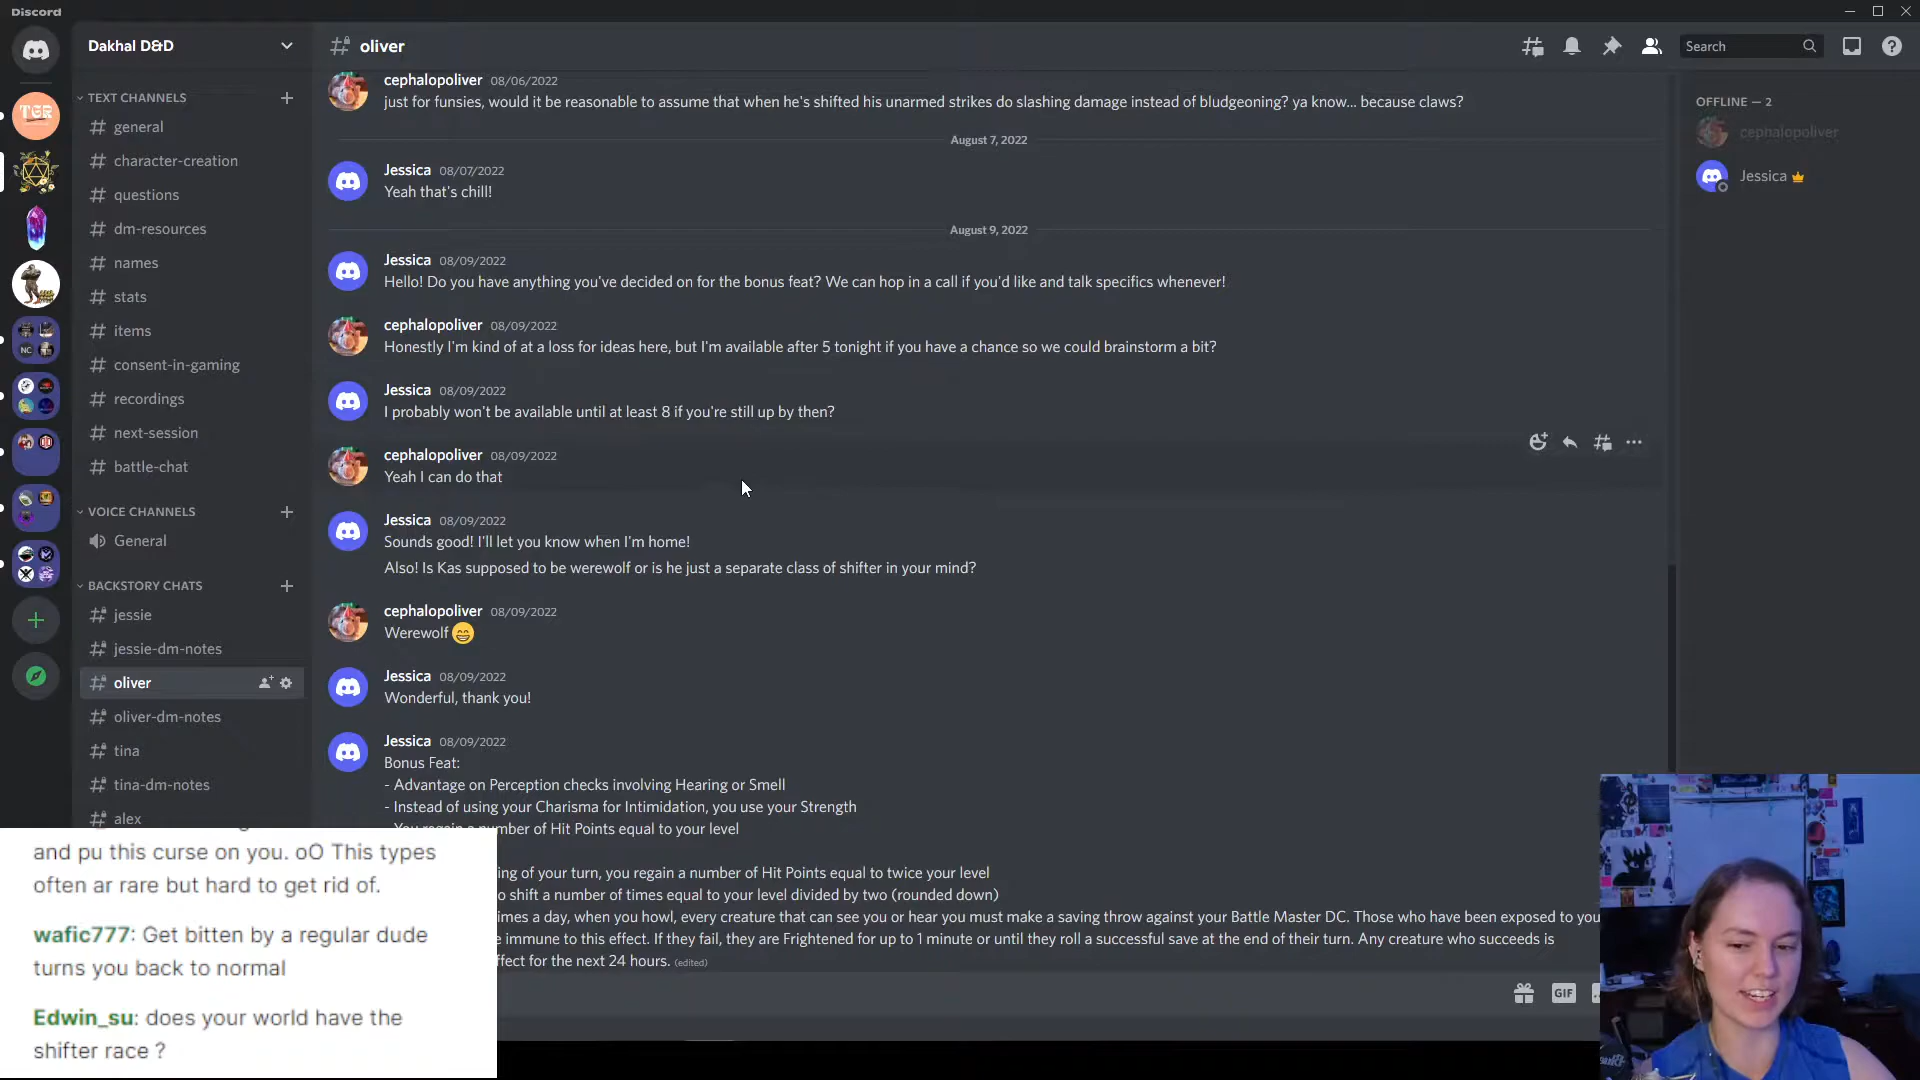 Discord
Dakhal D&D
oliver
Search
TEXT CHANNELS
general
character-creation
questions
dm-resources
names
stats
items
consent-in-gaming
recordings
next-session
battle-chat
VOICE CHANNELS
General
BACKSTORY CHATS
jessie
jessie-dm-notes
oliver
oliver-dm-notes
tina
tina-dm-notes
alex
TGR
NC
cephalopoliver 08/06/2022
just for funsies, would it be reasonable to assume that when he's shifted his unarmed strikes do slashing damage instead of bludgeoning? ya know... because claws?
August 7, 2022
Jessica 08/07/2022
Yeah that's chill!
August 9, 2022
Jessica 08/09/2022
Hello! Do you have anything you've decided on for the bonus feat? We can hop in a call if you'd like and talk specifics whenever!
cephalopoliver 08/09/2022
Honestly I'm kind of at a loss for ideas here, but I'm available after 5 tonight if you have a chance so we could brainstorm a bit?
Jessica 08/09/2022
I probably won't be available until at least 8 if you're still up by then?
cephalopoliver 08/09/2022
Yeah I can do that
Jessica 08/09/2022
Sounds good! I'll let you know when I'm home!
Also! Is Kas supposed to be werewolf or is he just a separate class of shifter in your mind?
cephalopoliver 08/09/2022
Werewolf 😄
Jessica 08/09/2022
Wonderful, thank you!
Jessica 08/09/2022
Bonus Feat:
- Advantage on Perception checks involving Hearing or Smell
- Instead of using your Charisma for Intimidation, you use your Strength
- You regain a number of Hit Points equal to your level
ing of your turn, you regain a number of Hit Points equal to twice your level
o shift a number of times equal to your level divided by two (rounded down)
imes a day, when you howl, every creature that can see you or hear you must make a saving throw against your Battle Master DC. Those who have been exposed to you
e immune to this effect. If they fail, they are Frightened for up to 1 minute or until they roll a successful save at the end of their turn. Any creature who succeeds is
ffect for the next 24 hours. (edited)
GIF
OFFLINE — 2
cephalopoliver
Jessica
and pu this curse on you. oO This types
often ar rare but hard to get rid of.
wafic777: Get bitten by a regular dude
turns you back to normal
Edwin_su: does your world have the
shifter race ?